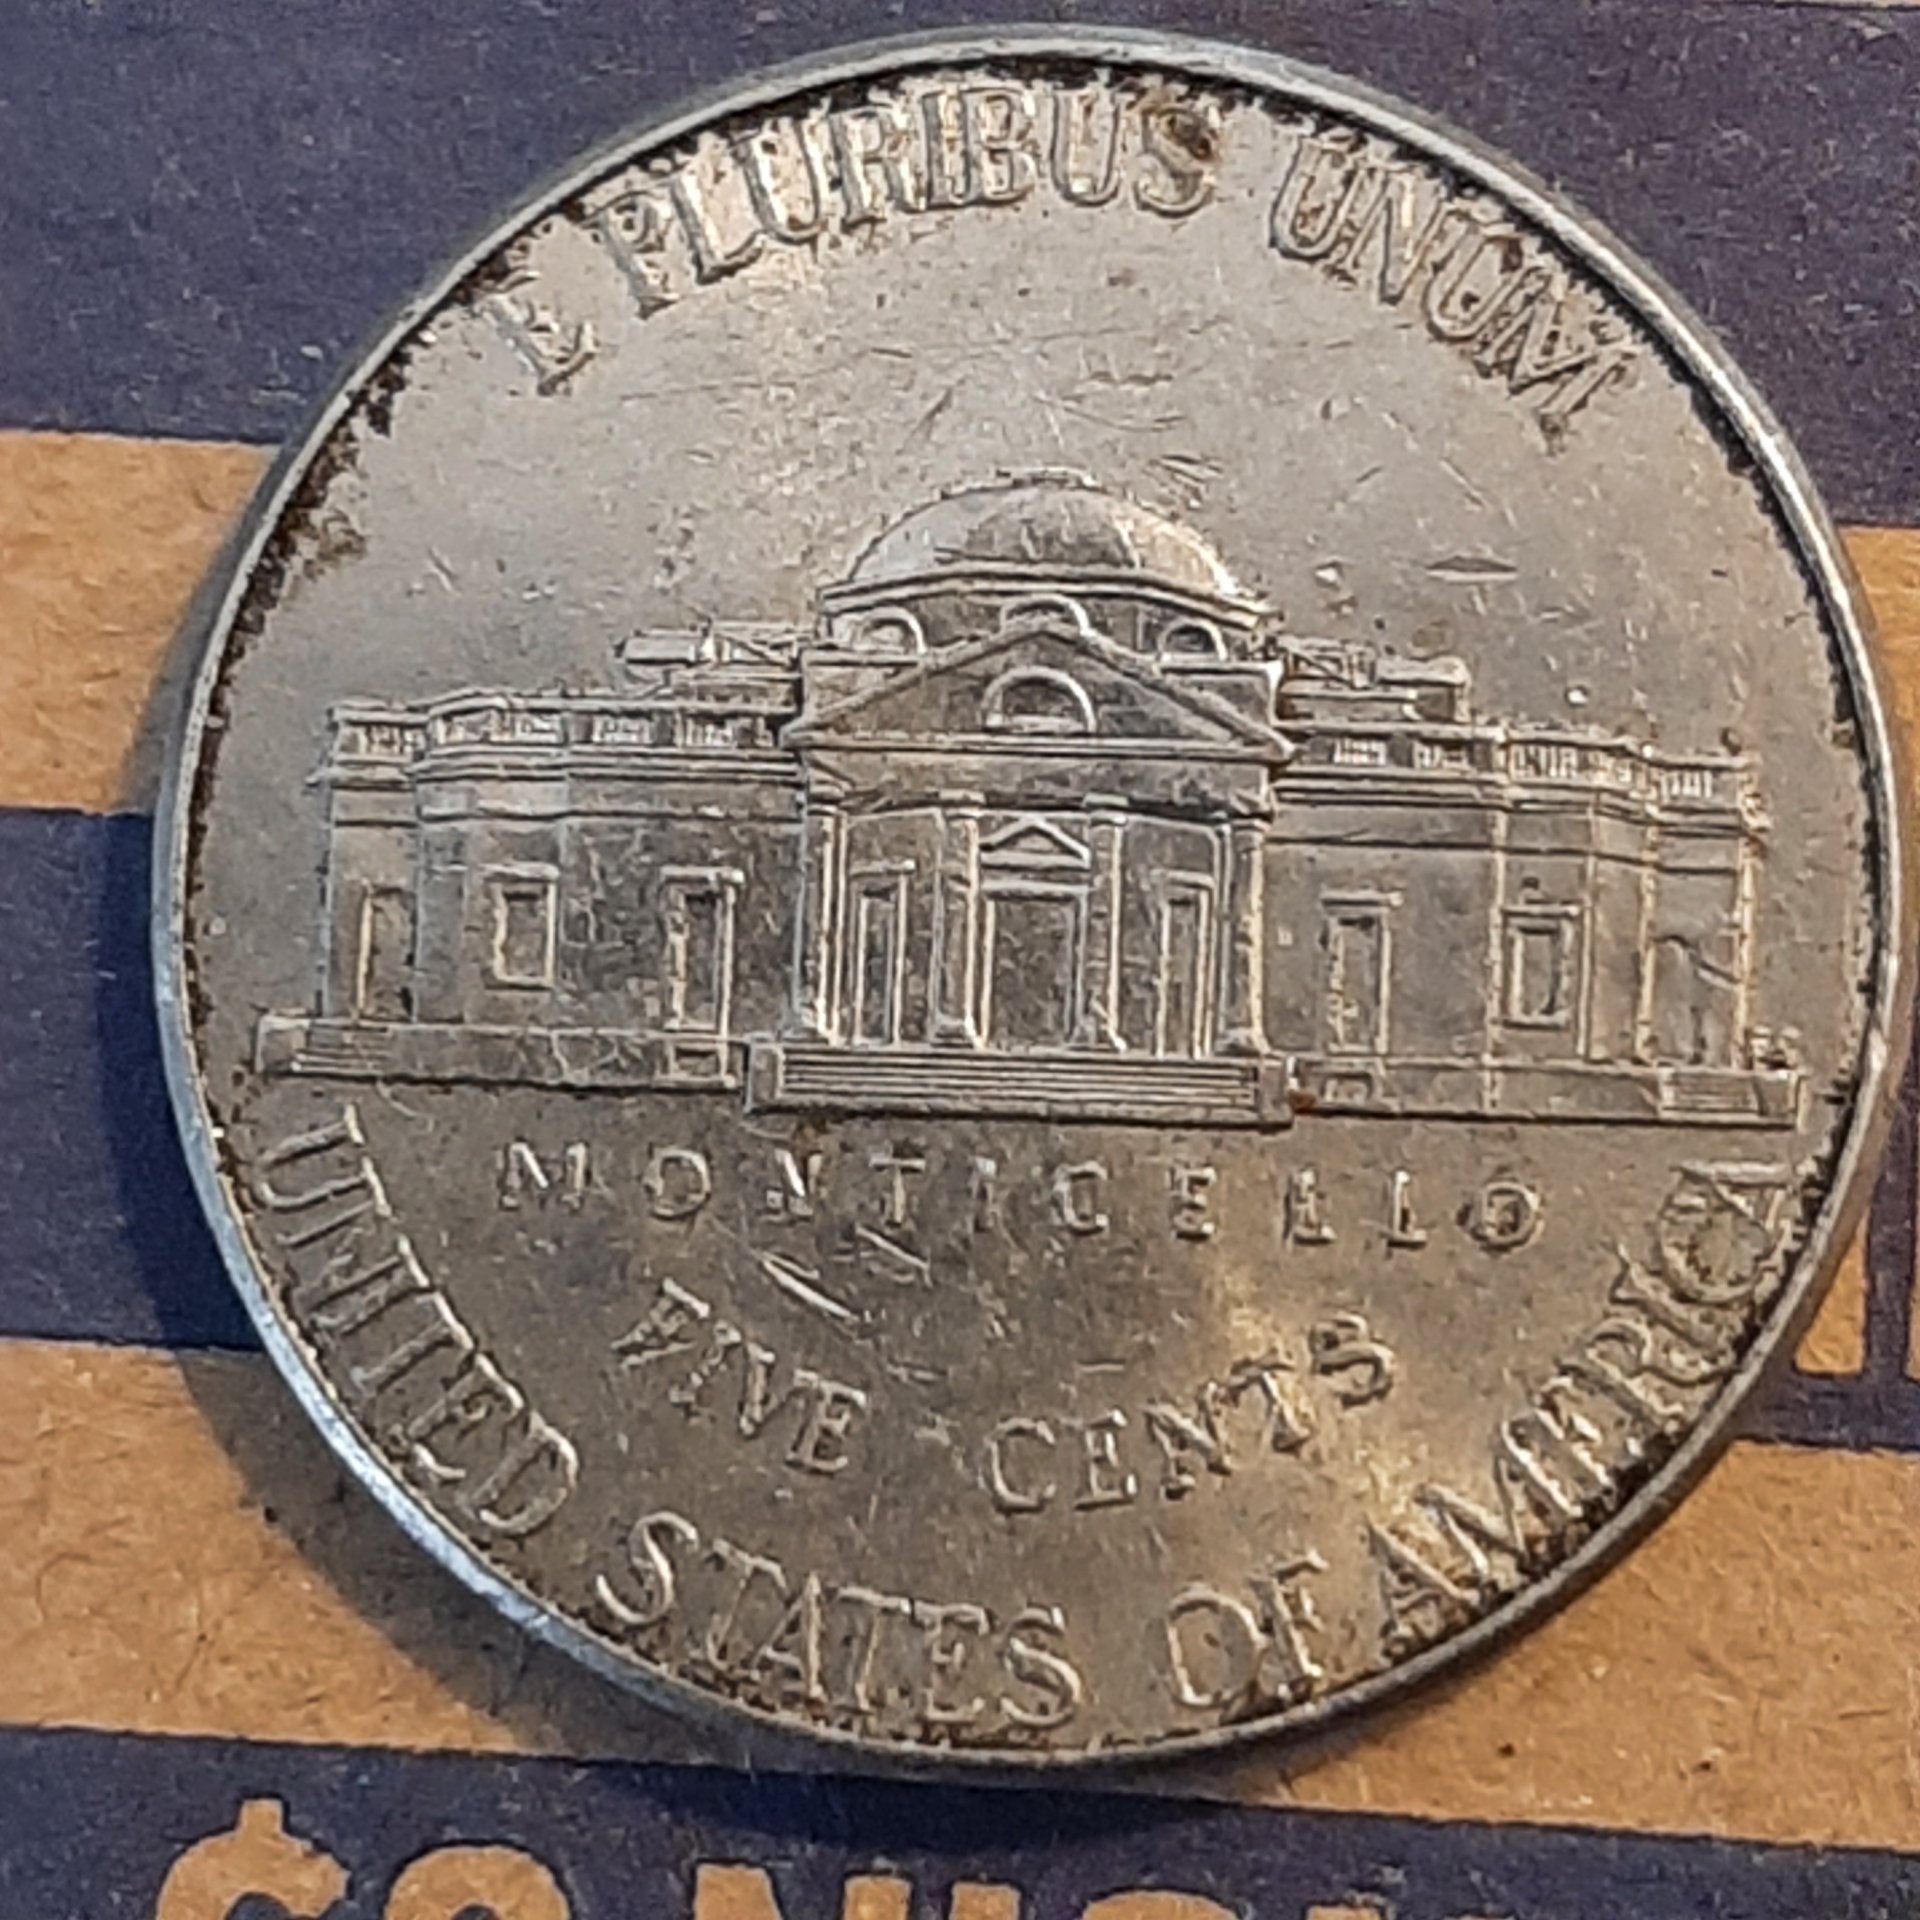 E PLURIBUS UNUM
MONTICELLO
FIVE CENTS
UNITED STATES OF AMERICA